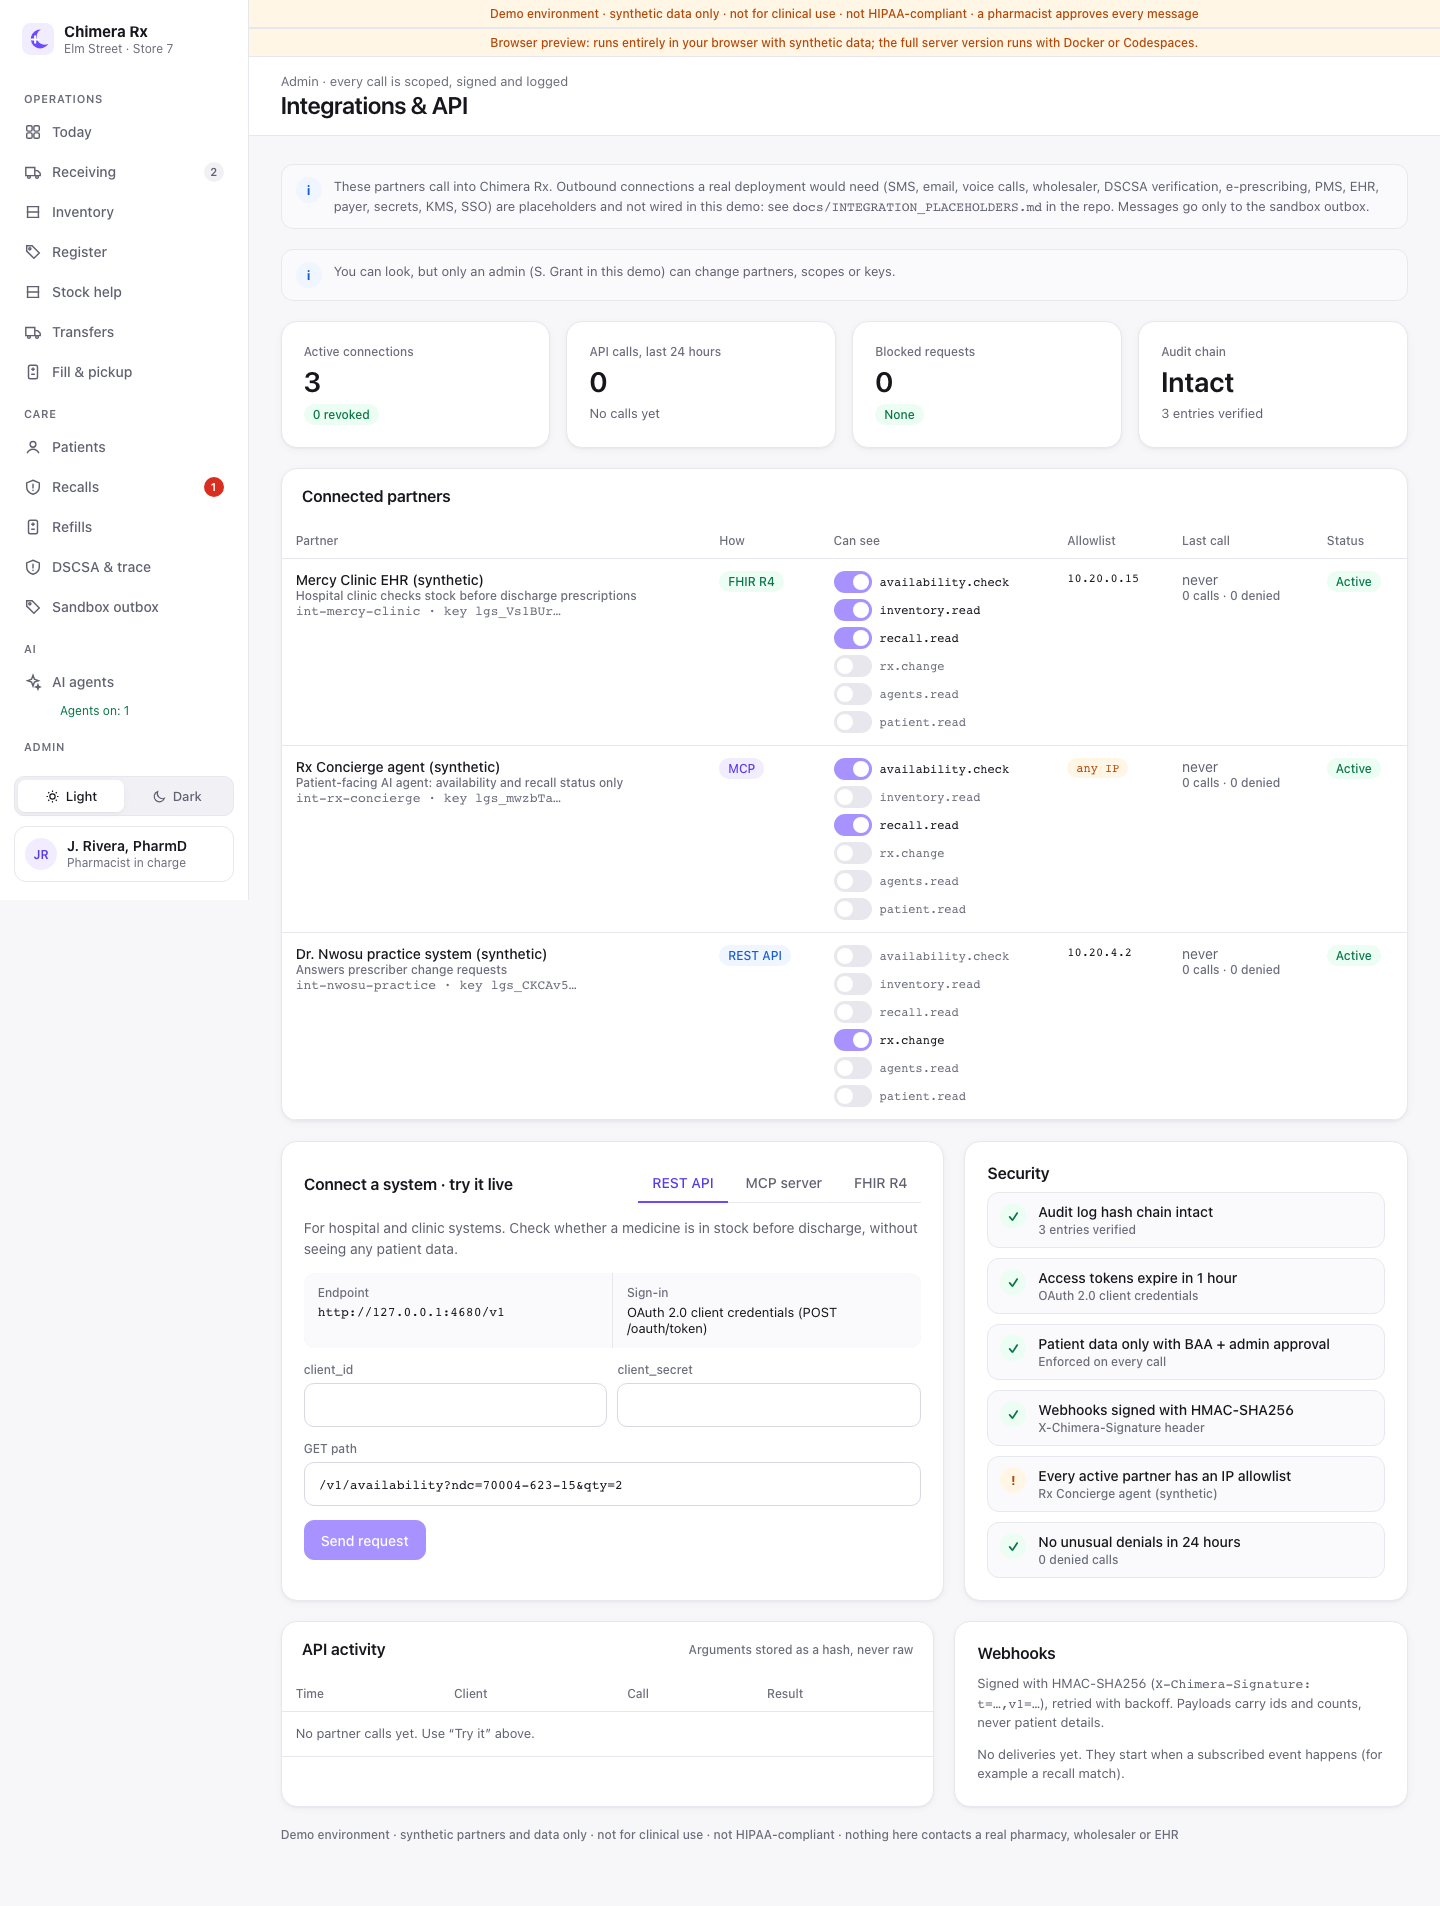 Chimera Rx
Elm Street · Store 7
OPERATIONS
Today
Receiving 2
Inventory
Register
Stock help
Transfers
Fill & pickup
CARE
Patients
Recalls 1
Refills
DSCSA & trace
Sandbox outbox
AI
AI agents
Agents on: 1
ADMIN
Light Dark
JR
J. Rivera, PharmD
Pharmacist in charge
Demo environment · synthetic data only · not for clinical use · not HIPAA-compliant · a pharmacist approves every message
Browser preview: runs entirely in your browser with synthetic data; the full server version runs with Docker or Codespaces.
Admin · every call is scoped, signed and logged
Integrations & API
These partners call into Chimera Rx. Outbound connections a real deployment would need (SMS, email, voice calls, wholesaler, DSCSA verification, e-prescribing, PMS, EHR,
payer, secrets, KMS, SSO) are placeholders and not wired in this demo: see docs/INTEGRATION_PLACEHOLDERS.md in the repo. Messages go only to the sandbox outbox.
You can look, but only an admin (S. Grant in this demo) can change partners, scopes or keys.
Active connections
3
0 revoked
API calls, last 24 hours
0
No calls yet
Blocked requests
0
None
Audit chain
Intact
3 entries verified
Connected partners
Partner How Can see Allowlist Last call Status
Mercy Clinic EHR (synthetic)
Hospital clinic checks stock before discharge prescriptions
int-mercy-clinic · key lgs_Vs1BUr…
FHIR R4
availability.check
inventory.read
recall.read
rx.change
agents.read
patient.read
10.20.0.15
never
0 calls · 0 denied
Active
Rx Concierge agent (synthetic)
Patient-facing AI agent: availability and recall status only
int-rx-concierge · key lgs_mwzbTa…
MCP
availability.check
inventory.read
recall.read
rx.change
agents.read
patient.read
any IP
never
0 calls · 0 denied
Active
Dr. Nwosu practice system (synthetic)
Answers prescriber change requests
int-nwosu-practice · key lgs_CKCAv5…
REST API
availability.check
inventory.read
recall.read
rx.change
agents.read
patient.read
10.20.4.2
never
0 calls · 0 denied
Active
Connect a system · try it live
REST API MCP server FHIR R4
For hospital and clinic systems. Check whether a medicine is in stock before discharge, without
seeing any patient data.
Endpoint
http://127.0.0.1:4680/v1
Sign-in
OAuth 2.0 client credentials (POST
/oauth/token)
client_id client_secret
GET path
/v1/availability?ndc=70004-623-15&qty=2
Send request
Security
Audit log hash chain intact
3 entries verified
Access tokens expire in 1 hour
OAuth 2.0 client credentials
Patient data only with BAA + admin approval
Enforced on every call
Webhooks signed with HMAC-SHA256
X-Chimera-Signature header
Every active partner has an IP allowlist
Rx Concierge agent (synthetic)
No unusual denials in 24 hours
0 denied calls
API activity
Arguments stored as a hash, never raw
Time Client Call Result
No partner calls yet. Use “Try it” above.
Webhooks
Signed with HMAC-SHA256 (X-Chimera-Signature:
t=…,v1=…), retried with backoff. Payloads carry ids and counts,
never patient details.
No deliveries yet. They start when a subscribed event happens (for
example a recall match).
Demo environment · synthetic partners and data only · not for clinical use · not HIPAA-compliant · nothing here contacts a real pharmacy, wholesaler or EHR